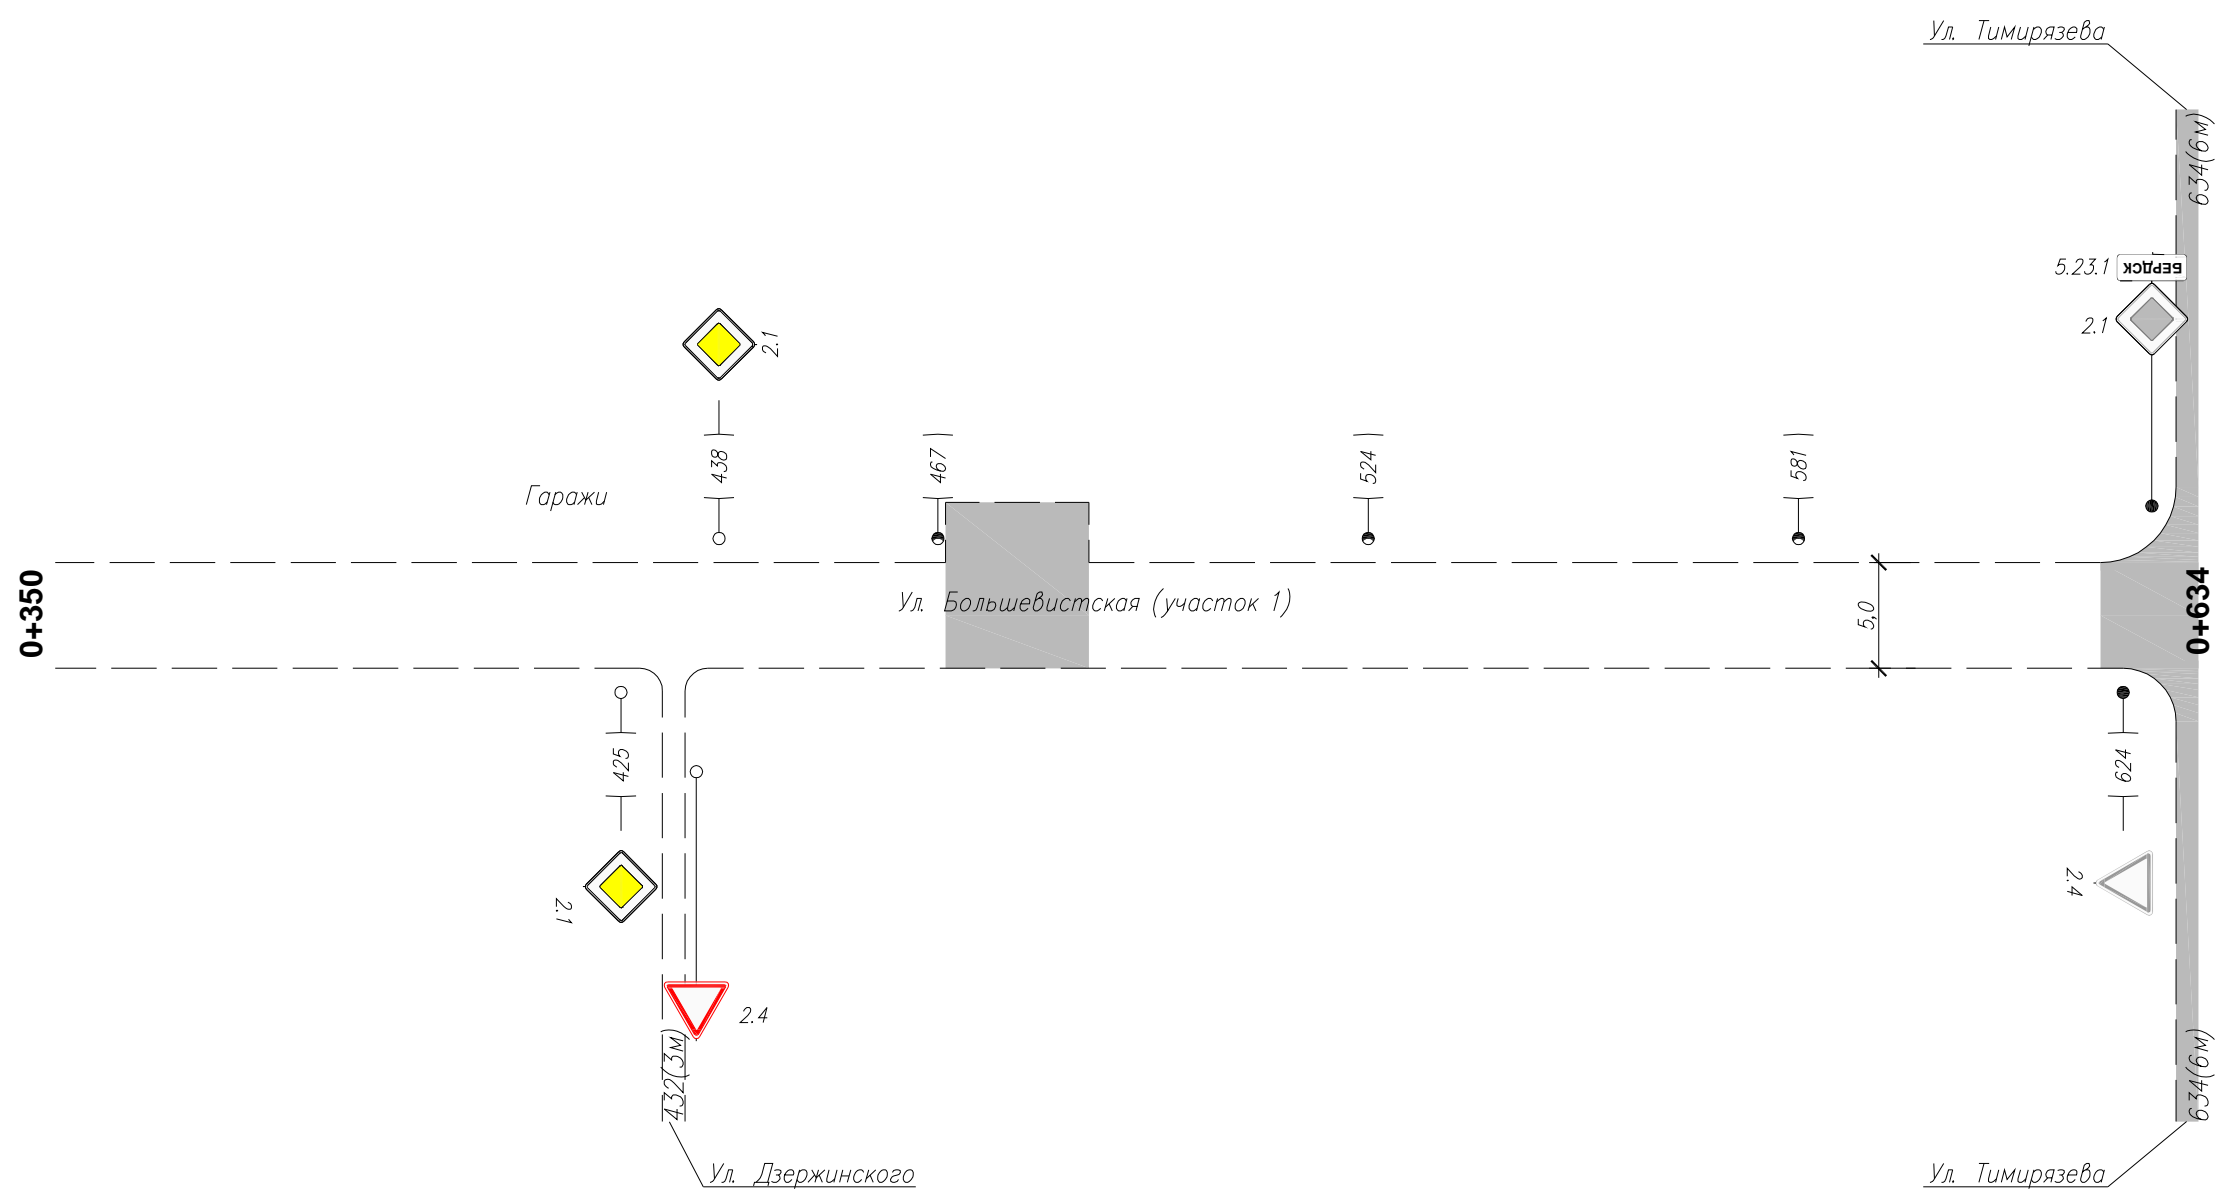 Ул. Тимирязева
634(6м)
5.23.1
БЕРДСК
2.1
2.1
438
467
524
581
Гаражи
0+350
Ул. Большевистская (участок 1)
5,0
0+634
425
624
2.1
2.4
2.4
432(3м)
634(6м)
Ул. Дзержинского
Ул. Тимирязева